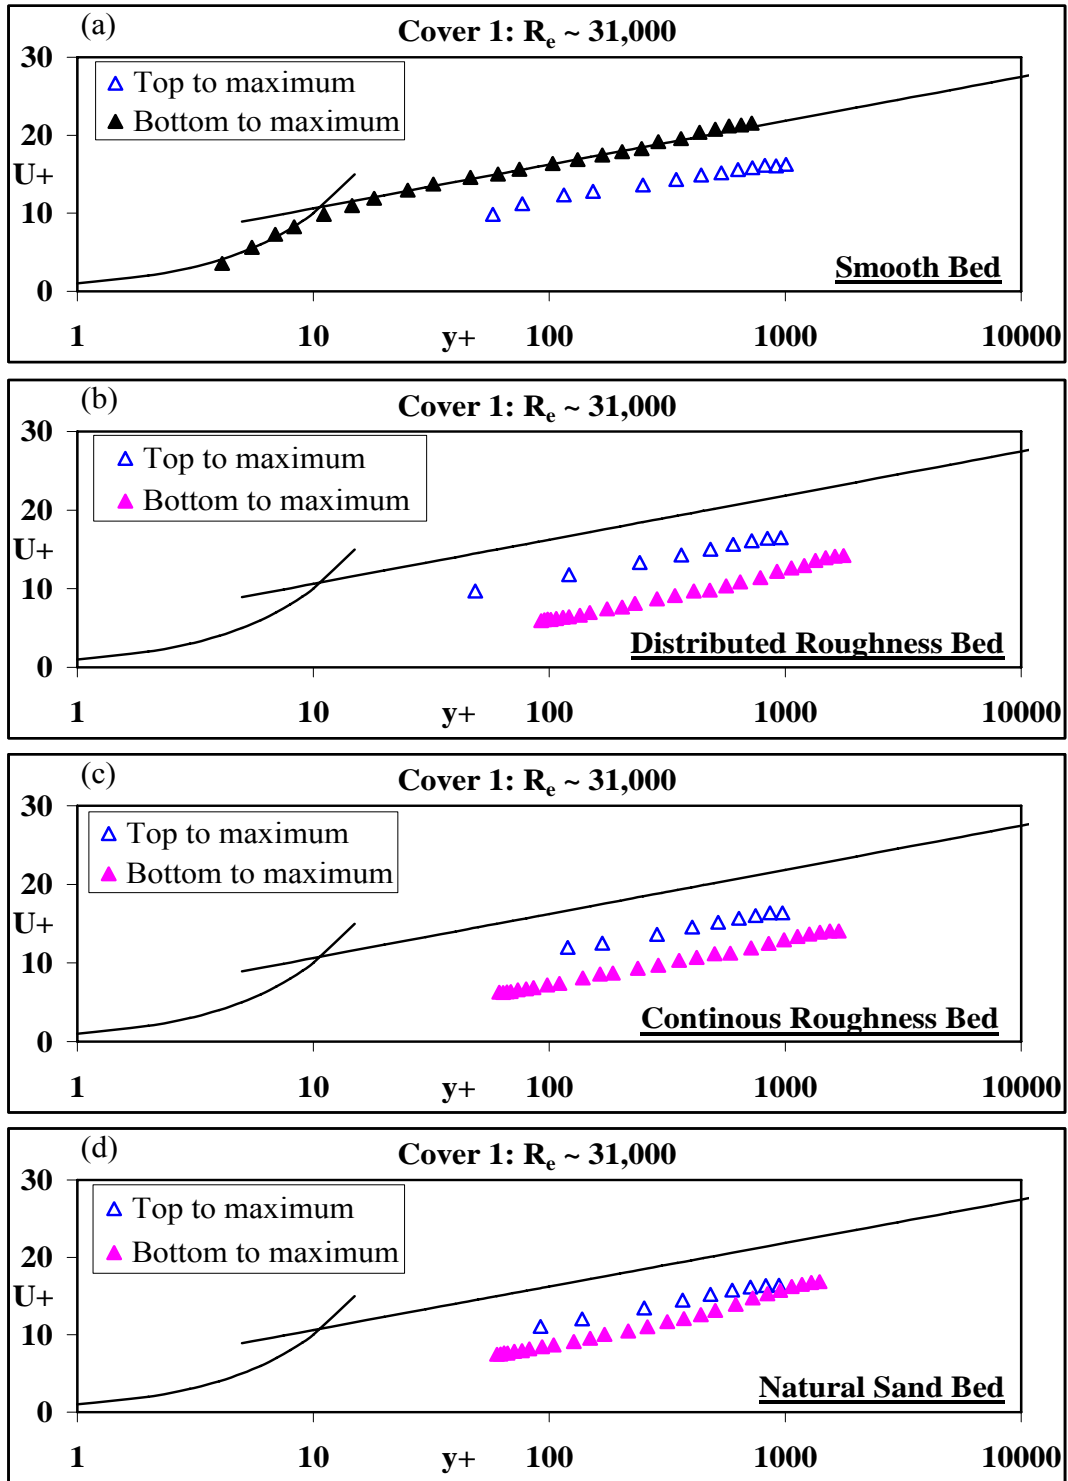 (a)
Cover 1: Re ~ 31,000
30
Top to maximum
Bottom to maximum
20
U+
10
Smooth Bed
0
1 10 y+ 100 1000 10000
(b)
Cover 1: Re ~ 31,000
30
Top to maximum
Bottom to maximum
20
U+
10
Distributed Roughness Bed
0
1 10 y+ 100 1000 10000
(c)
Cover 1: Re ~ 31,000
30
Top to maximum
Bottom to maximum
20
U+
10
Continous Roughness Bed
0
1 10 y+ 100 1000 10000
(d)
Cover 1: Re ~ 31,000
30
Top to maximum
Bottom to maximum
20
U+
10
Natural Sand Bed
0
1 10 y+ 100 1000 10000